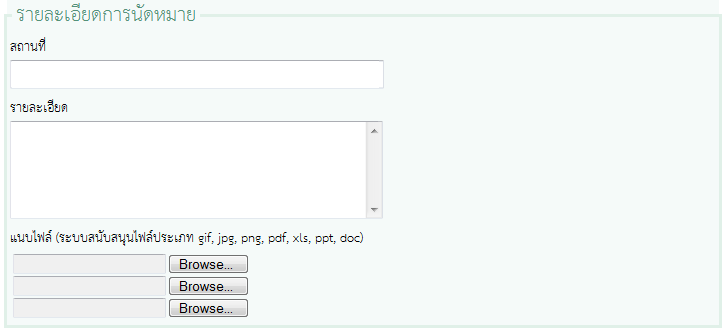 รายละเอียดการนัดหมาย
สถานที่
รายละเอียด
แนบไฟล์ (ระบบสนับสนุนไฟล์ประเภท gif, jpg, png, pdf, xls, ppt, doc)
Browse...
Browse...
Browse...